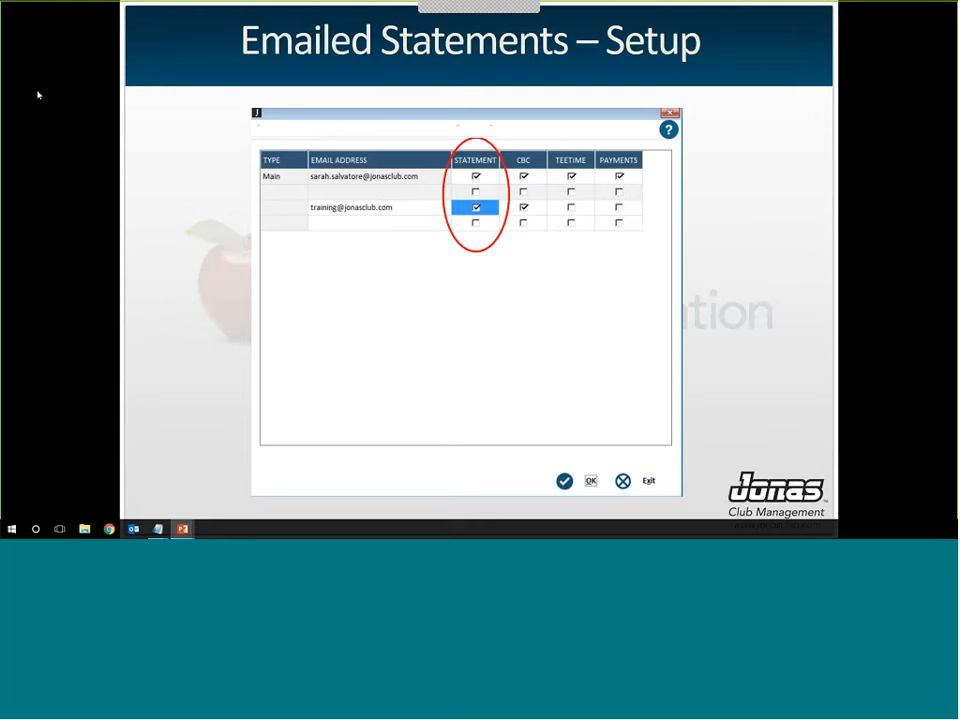 Emailed Statements – Setup
J
?
TYPE EMAIL ADDRESS STATEMENT CBC TEETIME PAYMENTS
Main sarah.salvatore@jonasclub.com
training@jonasclub.com
ation
OK Exit
Jonas
Club Management